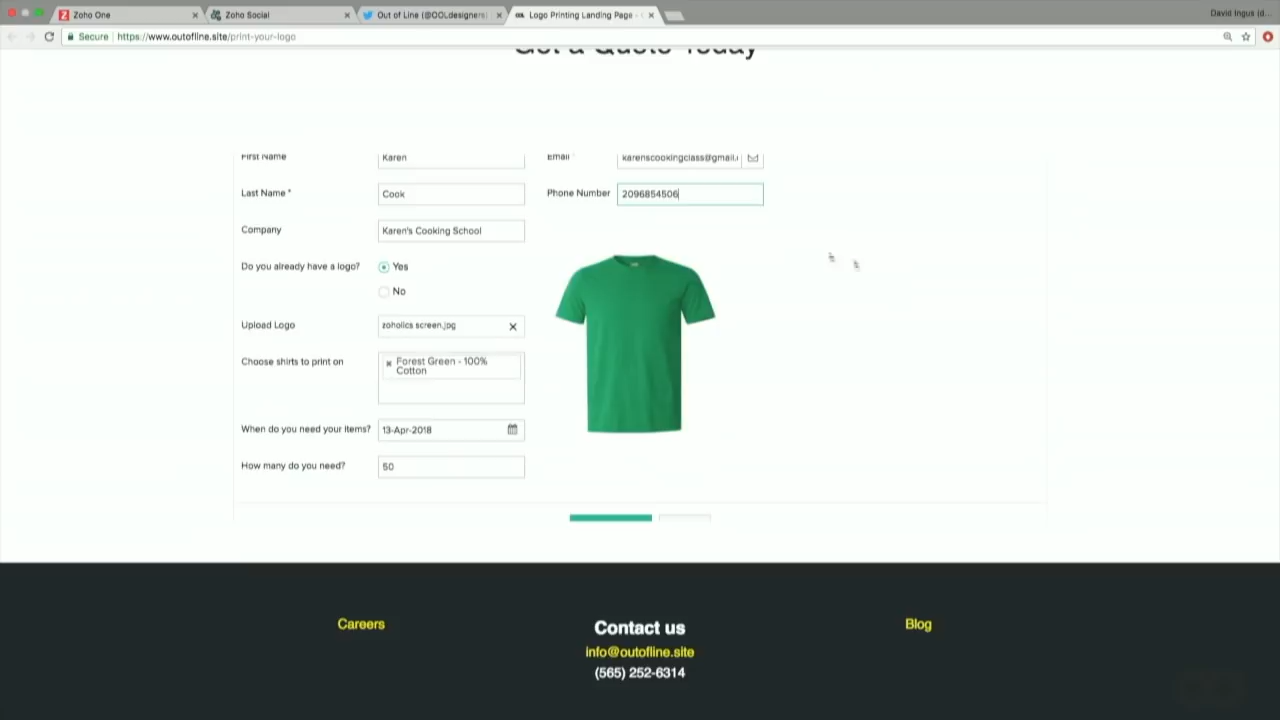 Zoho One
Zoho Social
Out of Line (@OOLdesigners)
Logo Printing Landing Page -
David Ingus (d...
Secure
https://www.outofline.site/print-your-logo
Get a Quote Today
First Name
Karen
Email
karenscookingclass@gmail.
Last Name *
Cook
Phone Number
2096854506
Company
Karen's Cooking School
Do you already have a logo?
Yes
No
Upload Logo
zoholics screen.jpg
Choose shirts to print on
Forest Green - 100%
Cotton
When do you need your items?
13-Apr-2018
How many do you need?
50
Careers
Contact us
Blog
info@outofline.site
(565) 252-6314